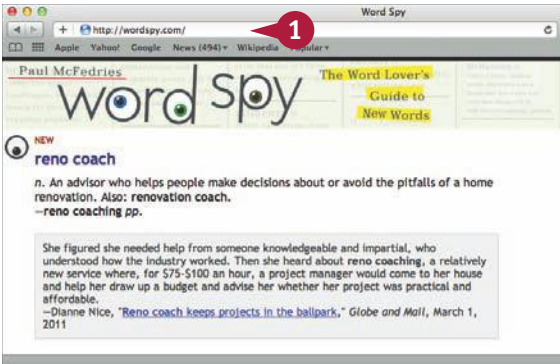 Word Spy
http://wordspy.com/
1
Apple Yahoo! Google News (494) Wikipedia Popular
Paul McFedries
word spy
The Word Lover's
Guide to
New Words
NEW
reno coach
n. An advisor who helps people make decisions about or avoid the pitfalls of a home
renovation. Also: renovation coach.
—reno coaching pp.
She figured she needed help from someone knowledgeable and impartial, who
understood how the industry worked. Then she heard about reno coaching, a relatively
new service where, for $75-$100 an hour, a project manager would come to her house
and help her draw up a budget and advise her whether her project was practical and
affordable.
—Dianne Nice, "Reno coach keeps projects in the ballpark," Globe and Mail, March 1,
2011